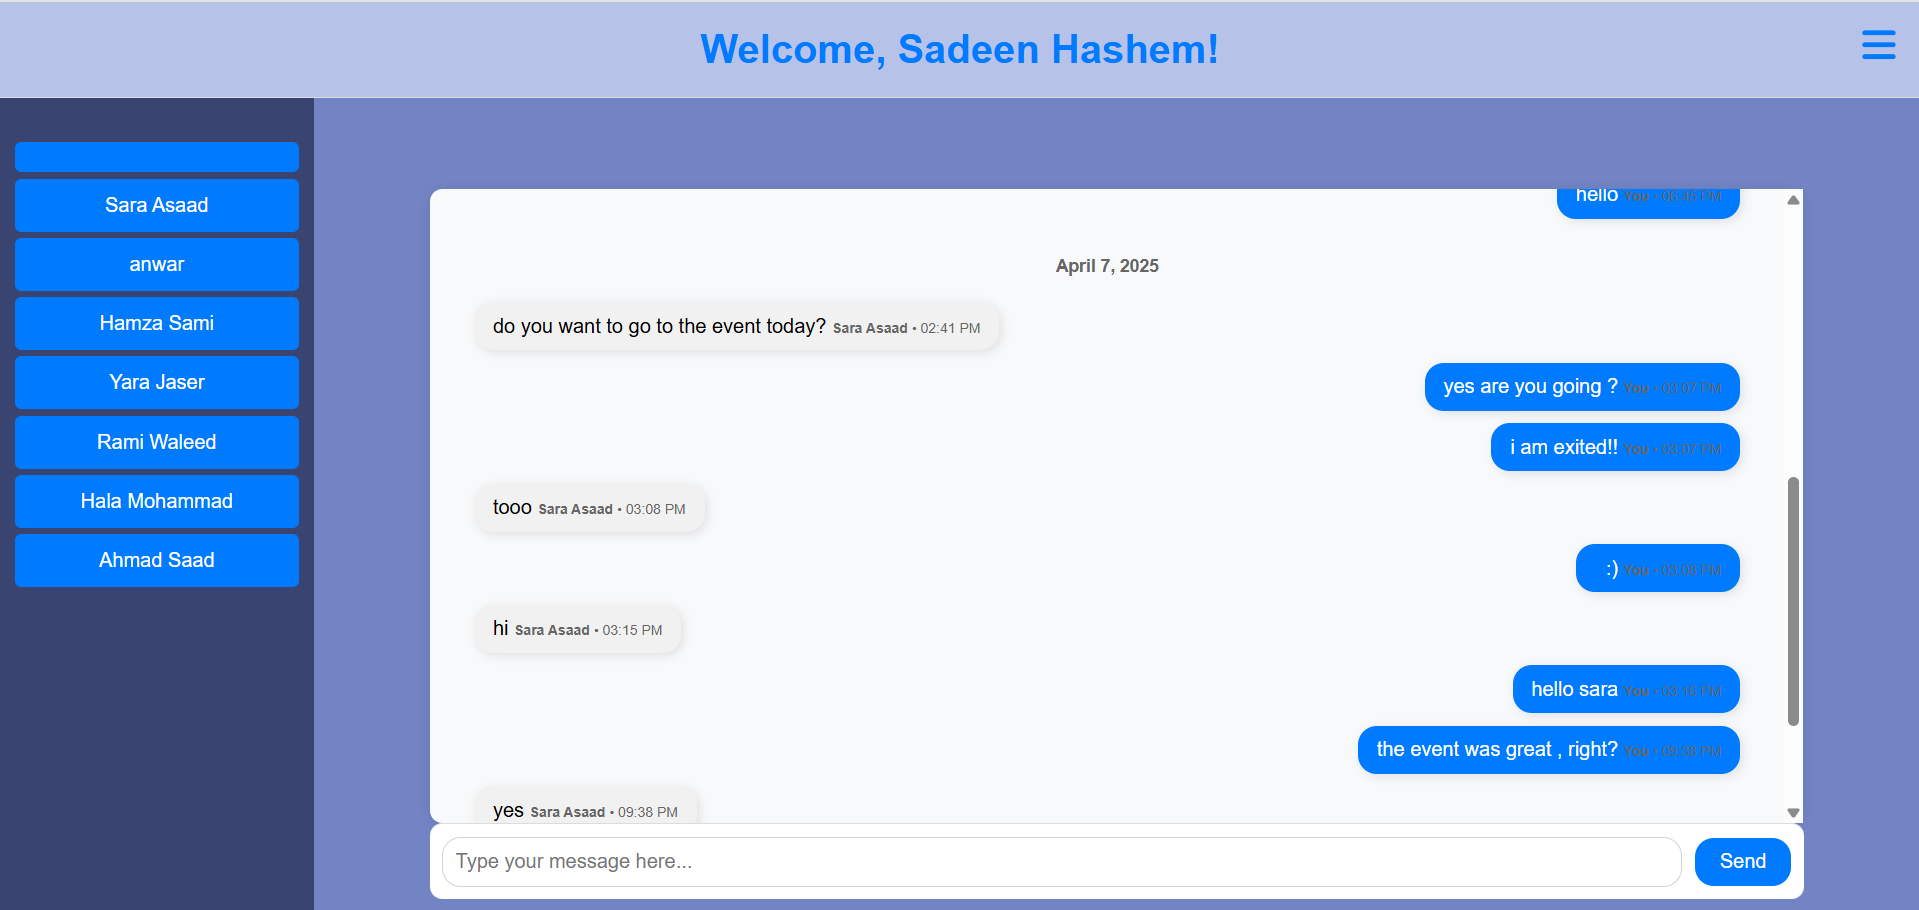 Welcome, Sadeen Hashem!
Sara Asaad
anwar
Hamza Sami
Yara Jaser
Rami Waleed
Hala Mohammad
Ahmad Saad
hello You • 06:45 PM
April 7, 2025
do you want to go to the event today? Sara Asaad • 02:41 PM
yes are you going ? You • 03:07 PM
i am exited!! You • 03:07 PM
tooo Sara Asaad • 03:08 PM
:) You • 03:08 PM
hi Sara Asaad • 03:15 PM
hello sara You •
the event was great , right? You • 09:38 PM
yes Sara Asaad • 09:38 PM
Type your message here...
Send